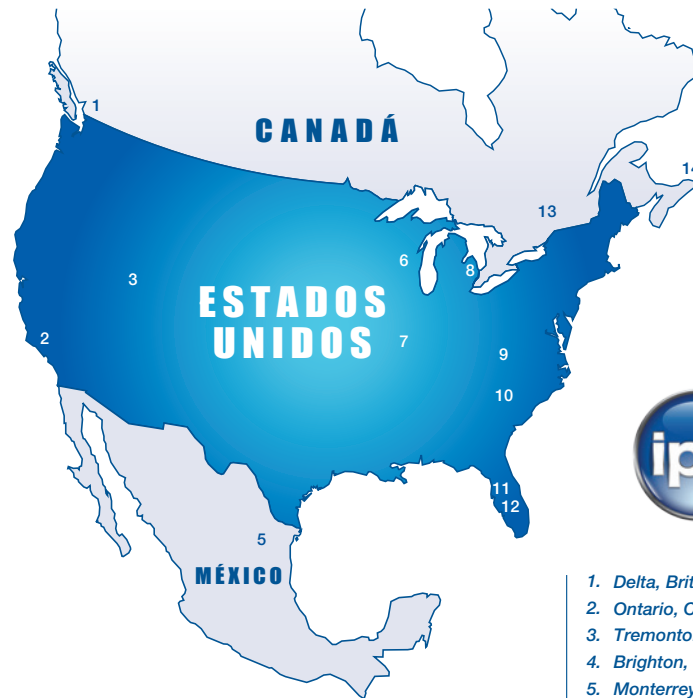 1
CANADÁ
14
13
6
8
3
ESTADOS
UNIDOS
2
7
9
10
11
12
5
MÉXICO
1. Delta,
2. Ontario,
3. Tremonto
4. Brighton,
5. Monterrey